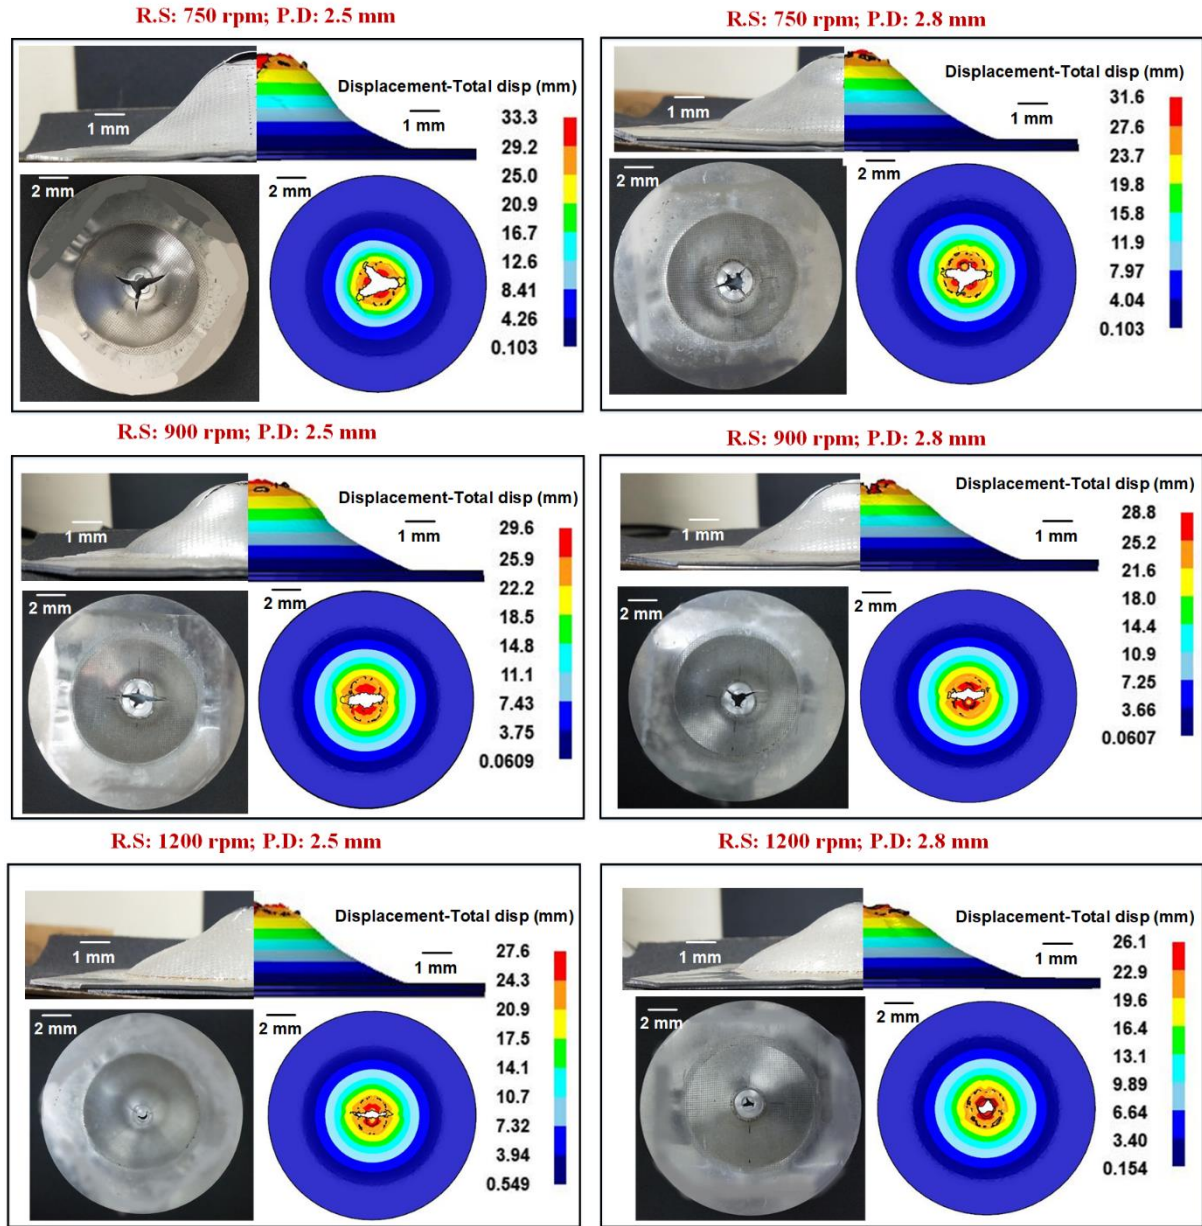 R.S: 750 rpm; P.D: 2.5 mm
Displacement-Total disp (mm)
1 mm
1 mm
33.3
29.2
25.0
20.9
16.7
12.6
8.41
4.26
0.103
2 mm
2 mm
R.S: 750 rpm; P.D: 2.8 mm
Displacement-Total disp (mm)
1 mm
1 mm
31.6
27.6
23.7
19.8
15.8
11.9
7.97
4.04
0.103
2 mm
2 mm
R.S: 900 rpm; P.D: 2.5 mm
Displacement-Total disp (mm)
1 mm
1 mm
29.6
25.9
22.2
18.5
14.8
11.1
7.43
3.75
0.0609
2 mm
2 mm
R.S: 900 rpm; P.D: 2.8 mm
Displacement-Total disp (mm)
1 mm
1 mm
28.8
25.2
21.6
18.0
14.4
10.9
7.25
3.66
0.0607
2 mm
2 mm
R.S: 1200 rpm; P.D: 2.5 mm
Displacement-Total disp (mm)
1 mm
1 mm
27.6
24.3
20.9
17.5
14.1
10.7
7.32
3.94
0.549
2 mm
2 mm
R.S: 1200 rpm; P.D: 2.8 mm
Displacement-Total disp (mm)
1 mm
1 mm
26.1
22.9
19.6
16.4
13.1
9.89
6.64
3.40
0.154
2 mm
2 mm